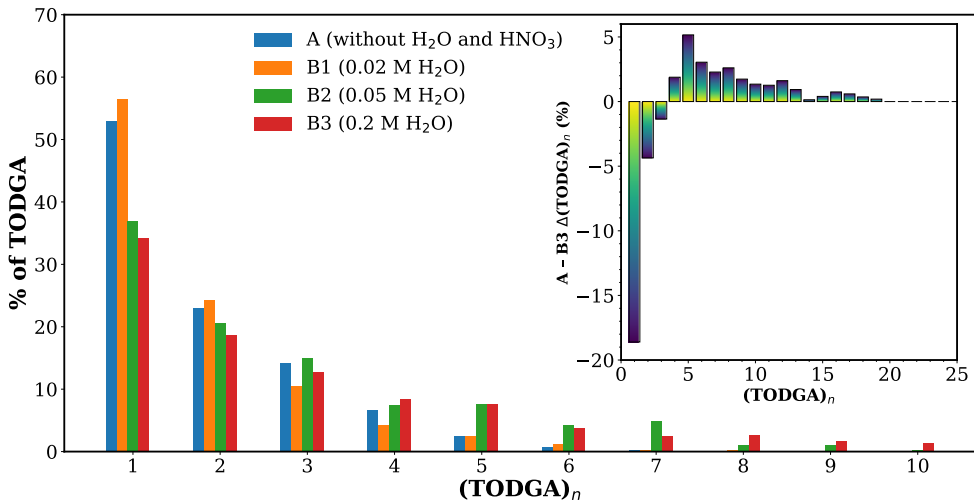 70
60
50
40
30
20
10
0
% of TODGA
A (without H₂O and HNO₃)
B1 (0.02 M H₂O)
B2 (0.05 M H₂O)
B3 (0.2 M H₂O)
1 2 3 4 5 6 7 8 9 10
(TODGA)ₙ
5
0
−5
−10
−15
−20
A – B3 Δ(TODGA)ₙ (%)
0 5 10 15 20 25
(TODGA)ₙ